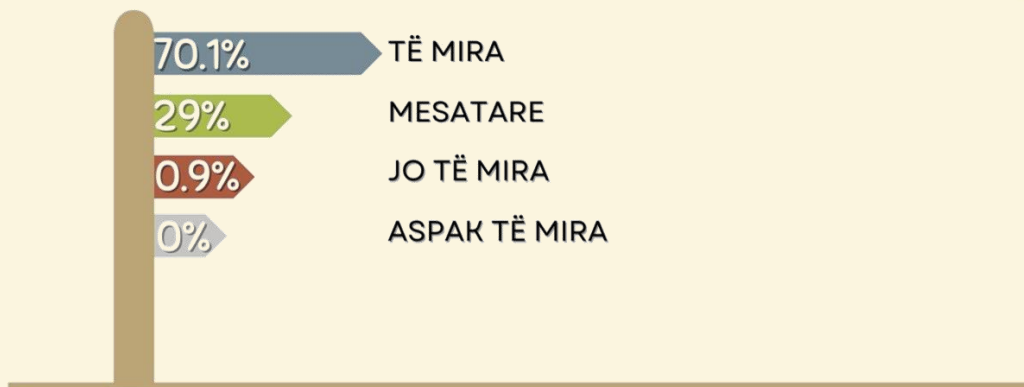 70.1% TË MIRA
29% MESATARE
0.9% JO TË MIRA
0% ASPAK TË MIRA